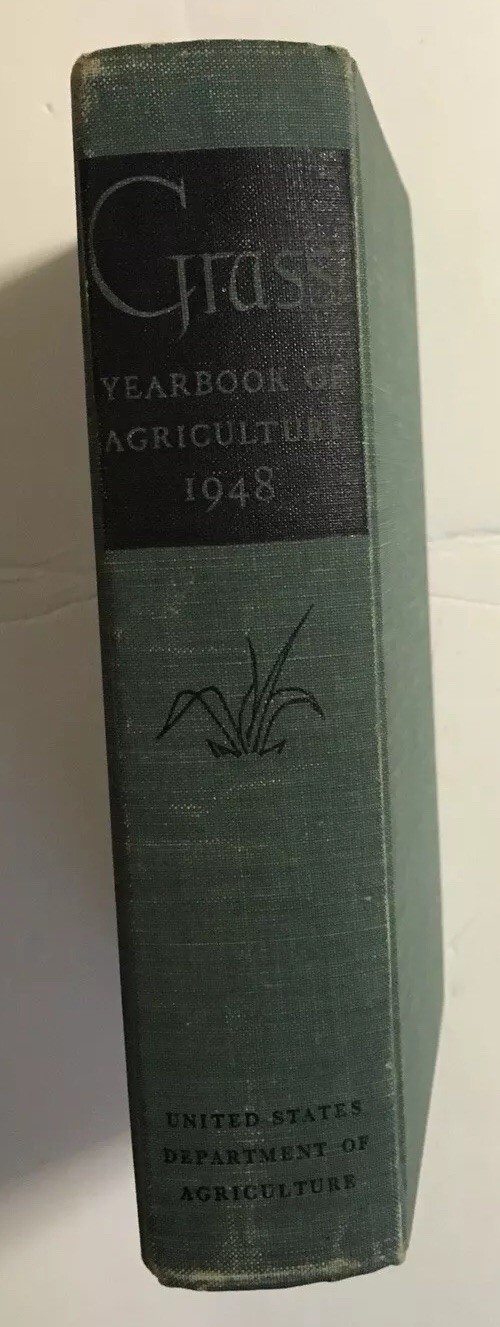 Grass
YEARBOOK OF
AGRICULTURE
1948
UNITED STATES
DEPARTMENT OF
AGRICULTURE